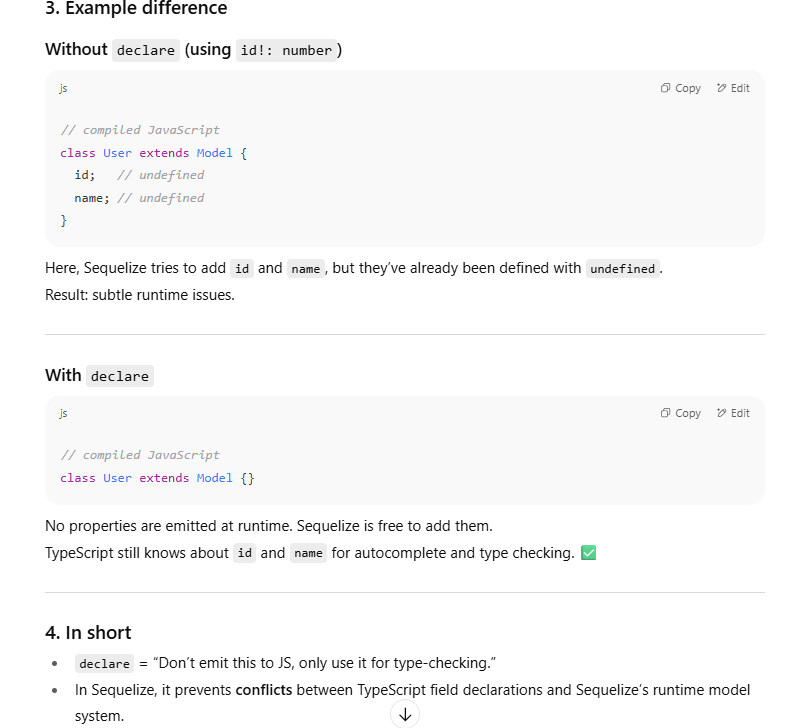 3. Example difference
Without declare (using id!: number)
js
Copy
Edit
// compiled JavaScript
class User extends Model {
  id;   // undefined
  name; // undefined
}
Here, Sequelize tries to add id and name, but they've already been defined with undefined.
Result: subtle runtime issues.
With declare
js
Copy
Edit
// compiled JavaScript
class User extends Model {}
No properties are emitted at runtime. Sequelize is free to add them.
TypeScript still knows about id and name for autocomplete and type checking. ✅
4. In short
• declare = “Don't emit this to JS, only use it for type-checking.”
• In Sequelize, it prevents conflicts between TypeScript field declarations and Sequelize's runtime model
system.